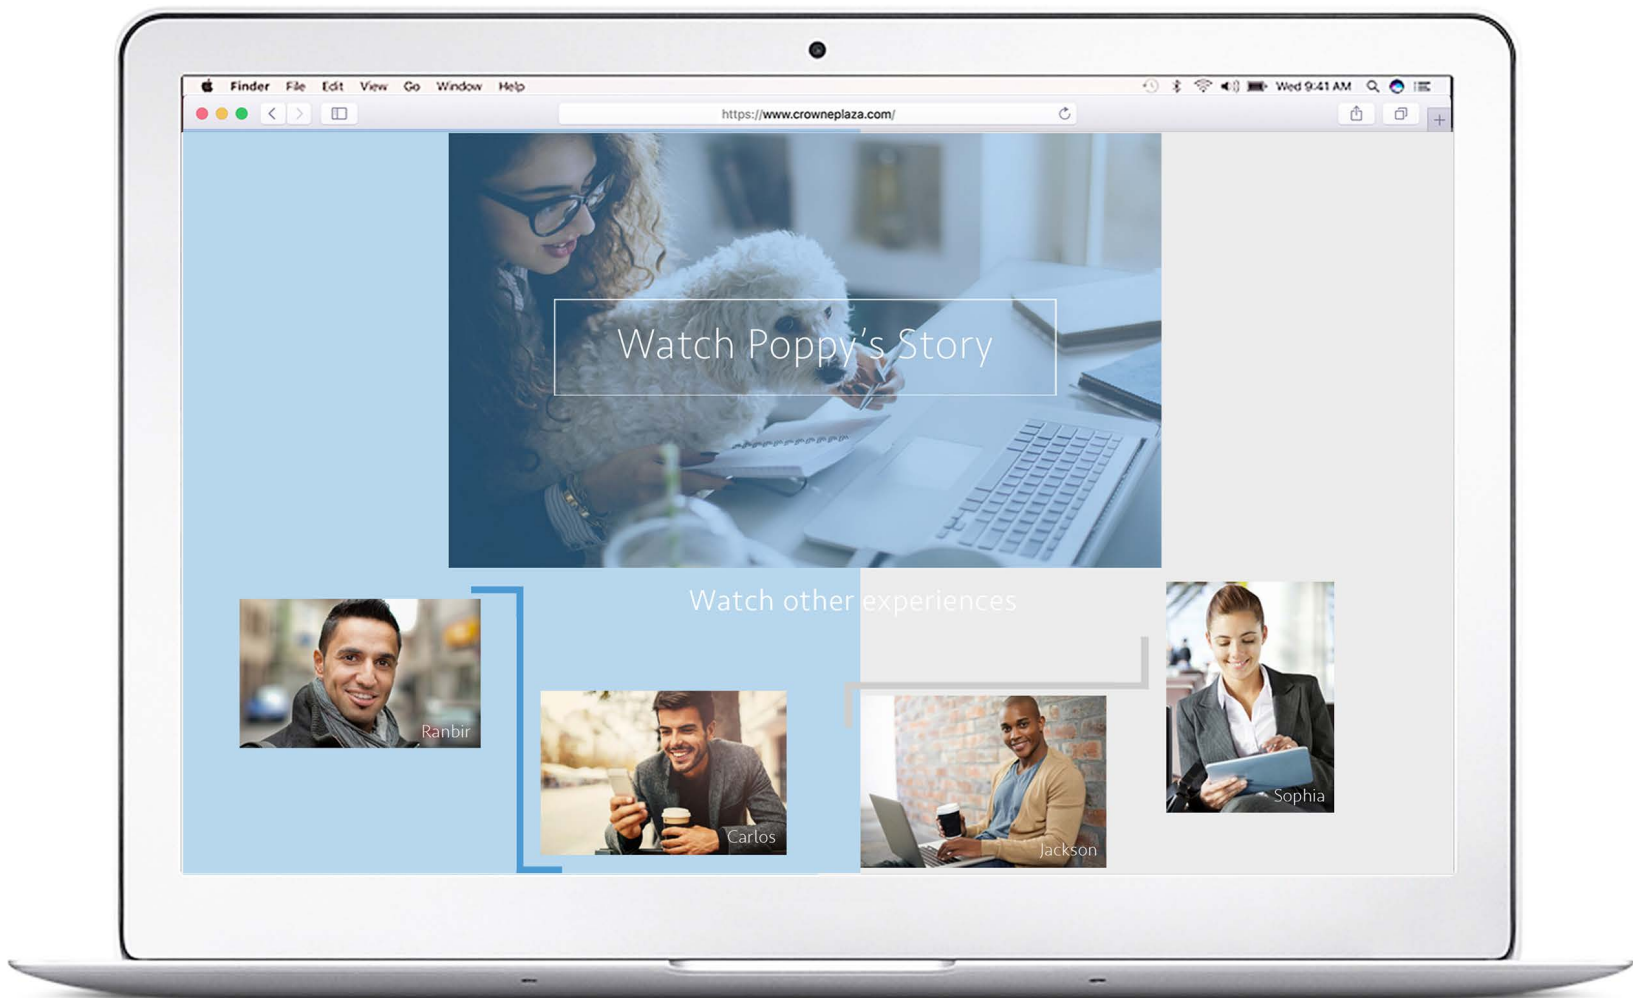 Finder File Edit View Go Window Help Wed 9:41 AM
https://www.crowneplaza.com/
Watch Poppy's Story
Watch other experiences
Ranbir
Carlos
Jackson
Sophia